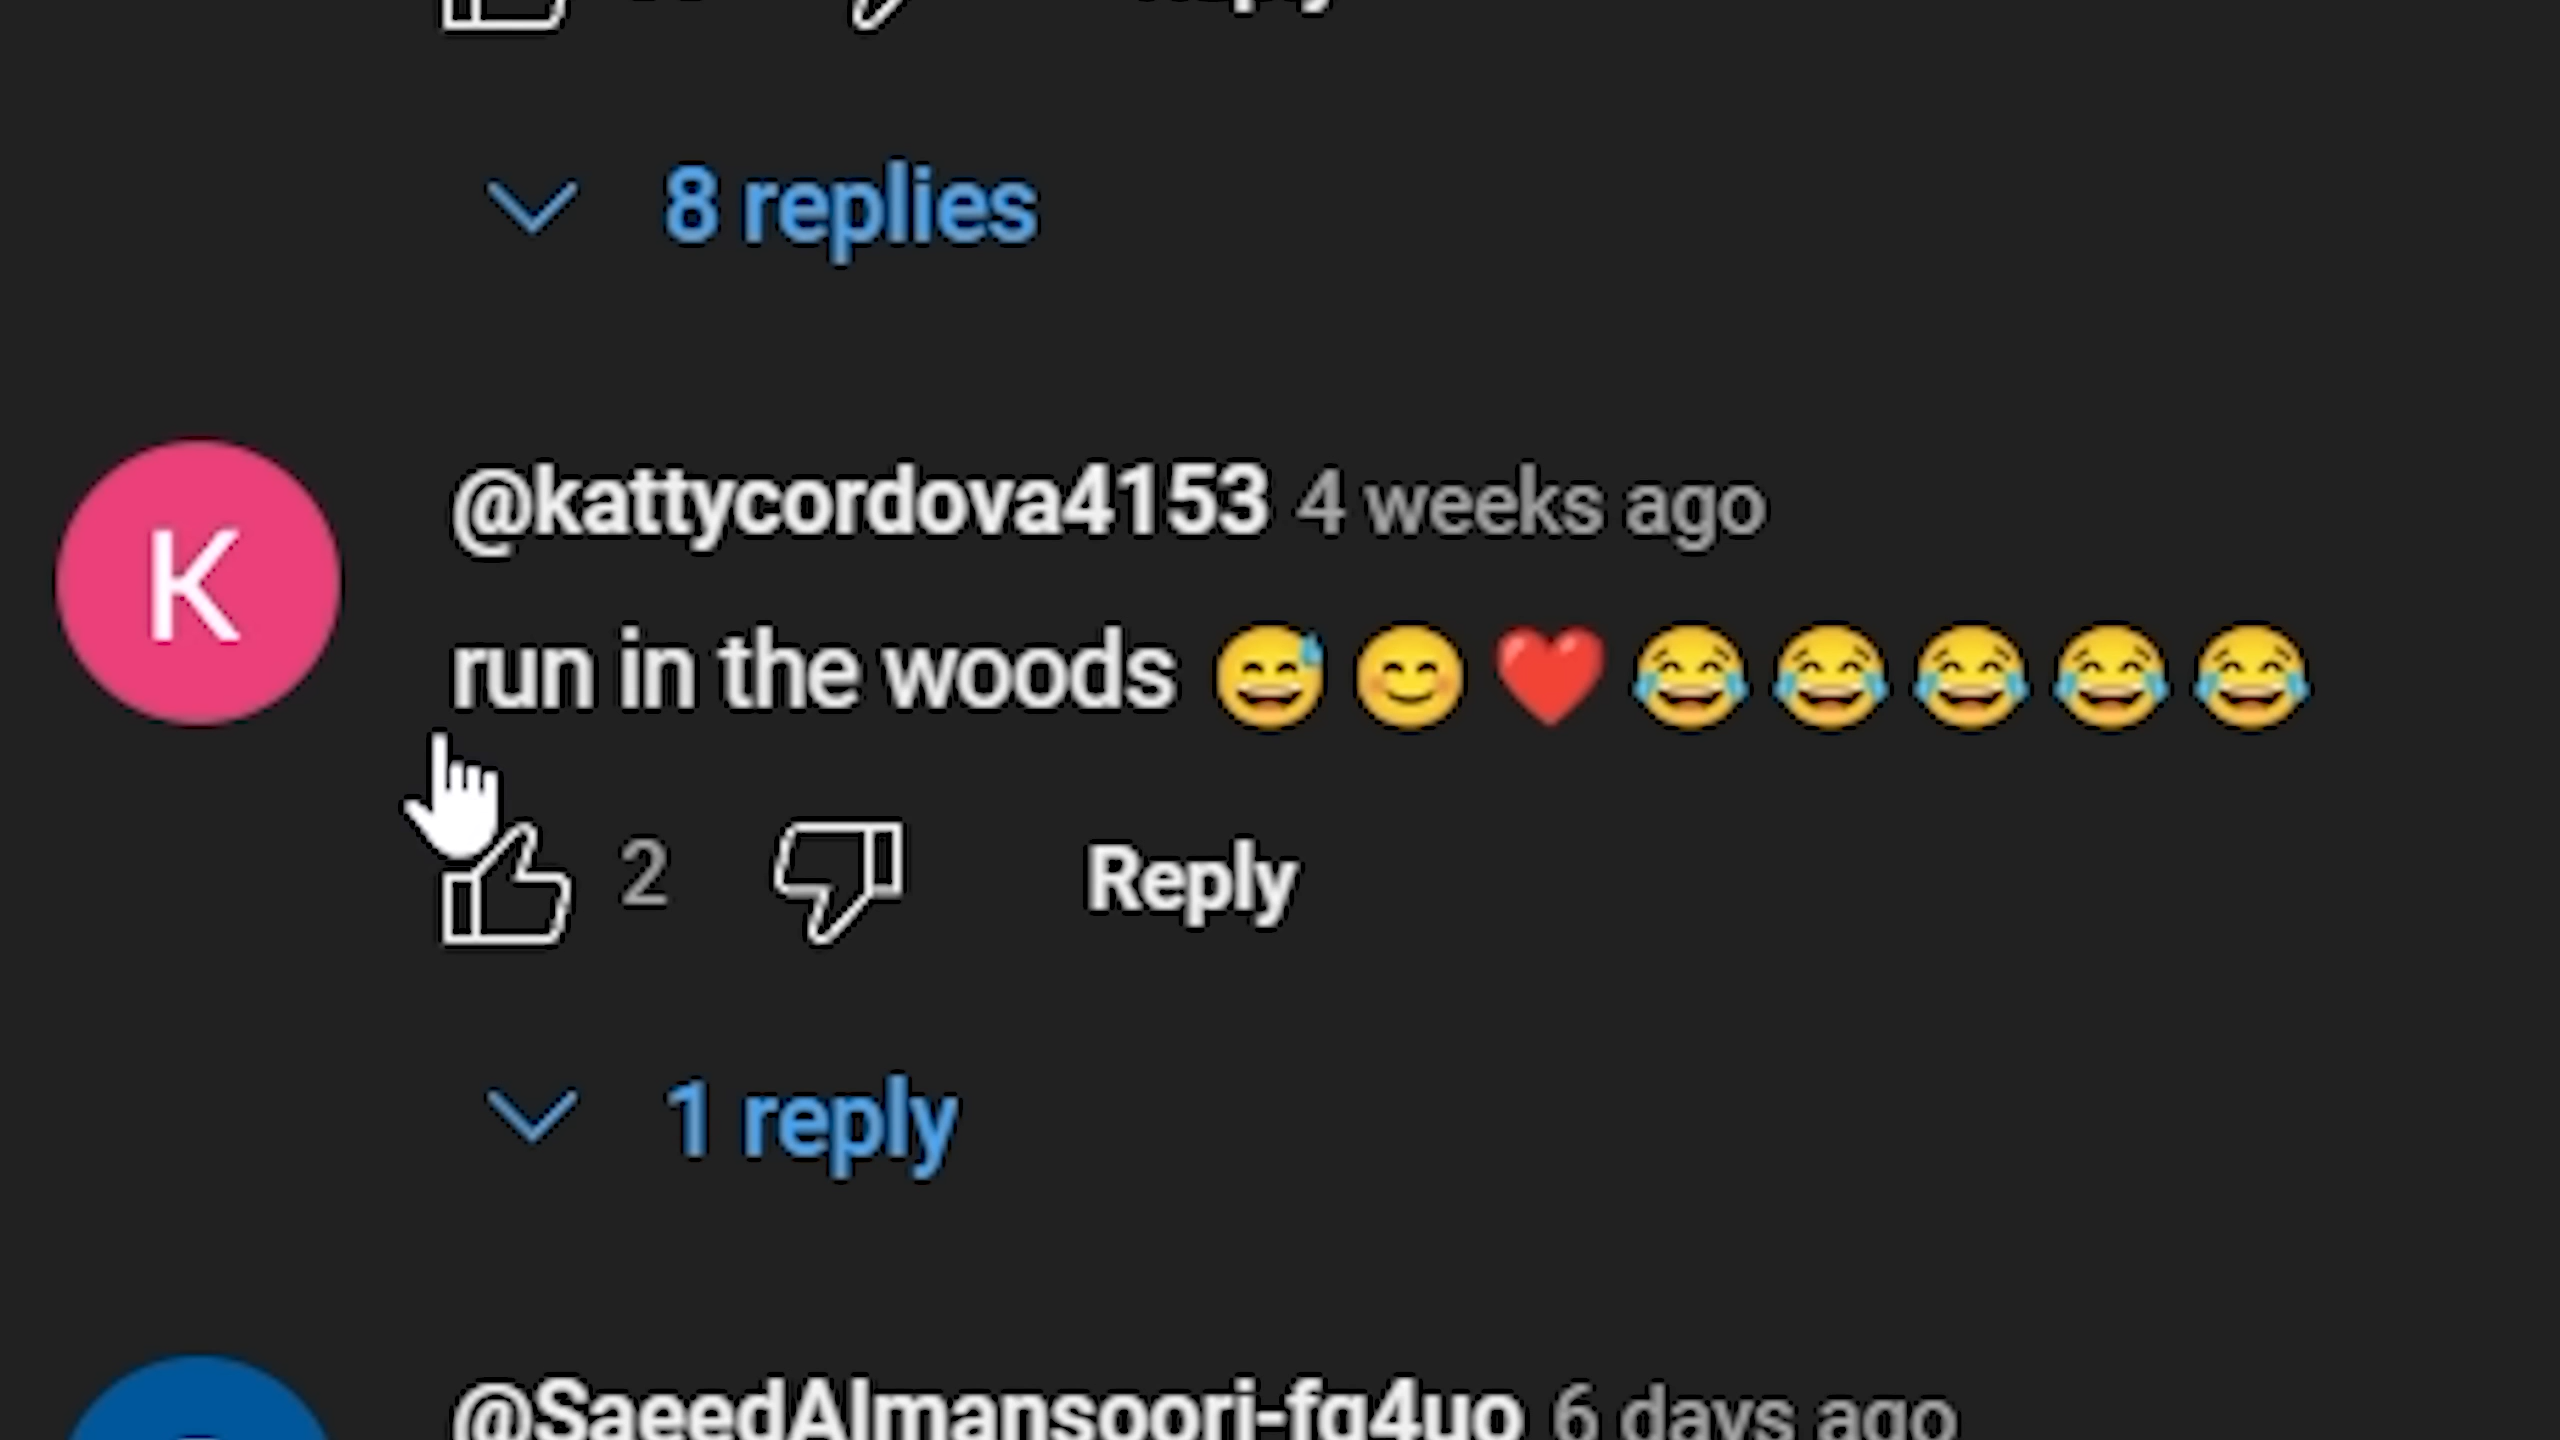 Reply
8 replies
K
@kattycordova4153 4 weeks ago
run in the woods 😅😊❤️😂😂😂😂😂
2 Reply
1 reply
@SaeedAlmansoori-fg4uo 6 days ago